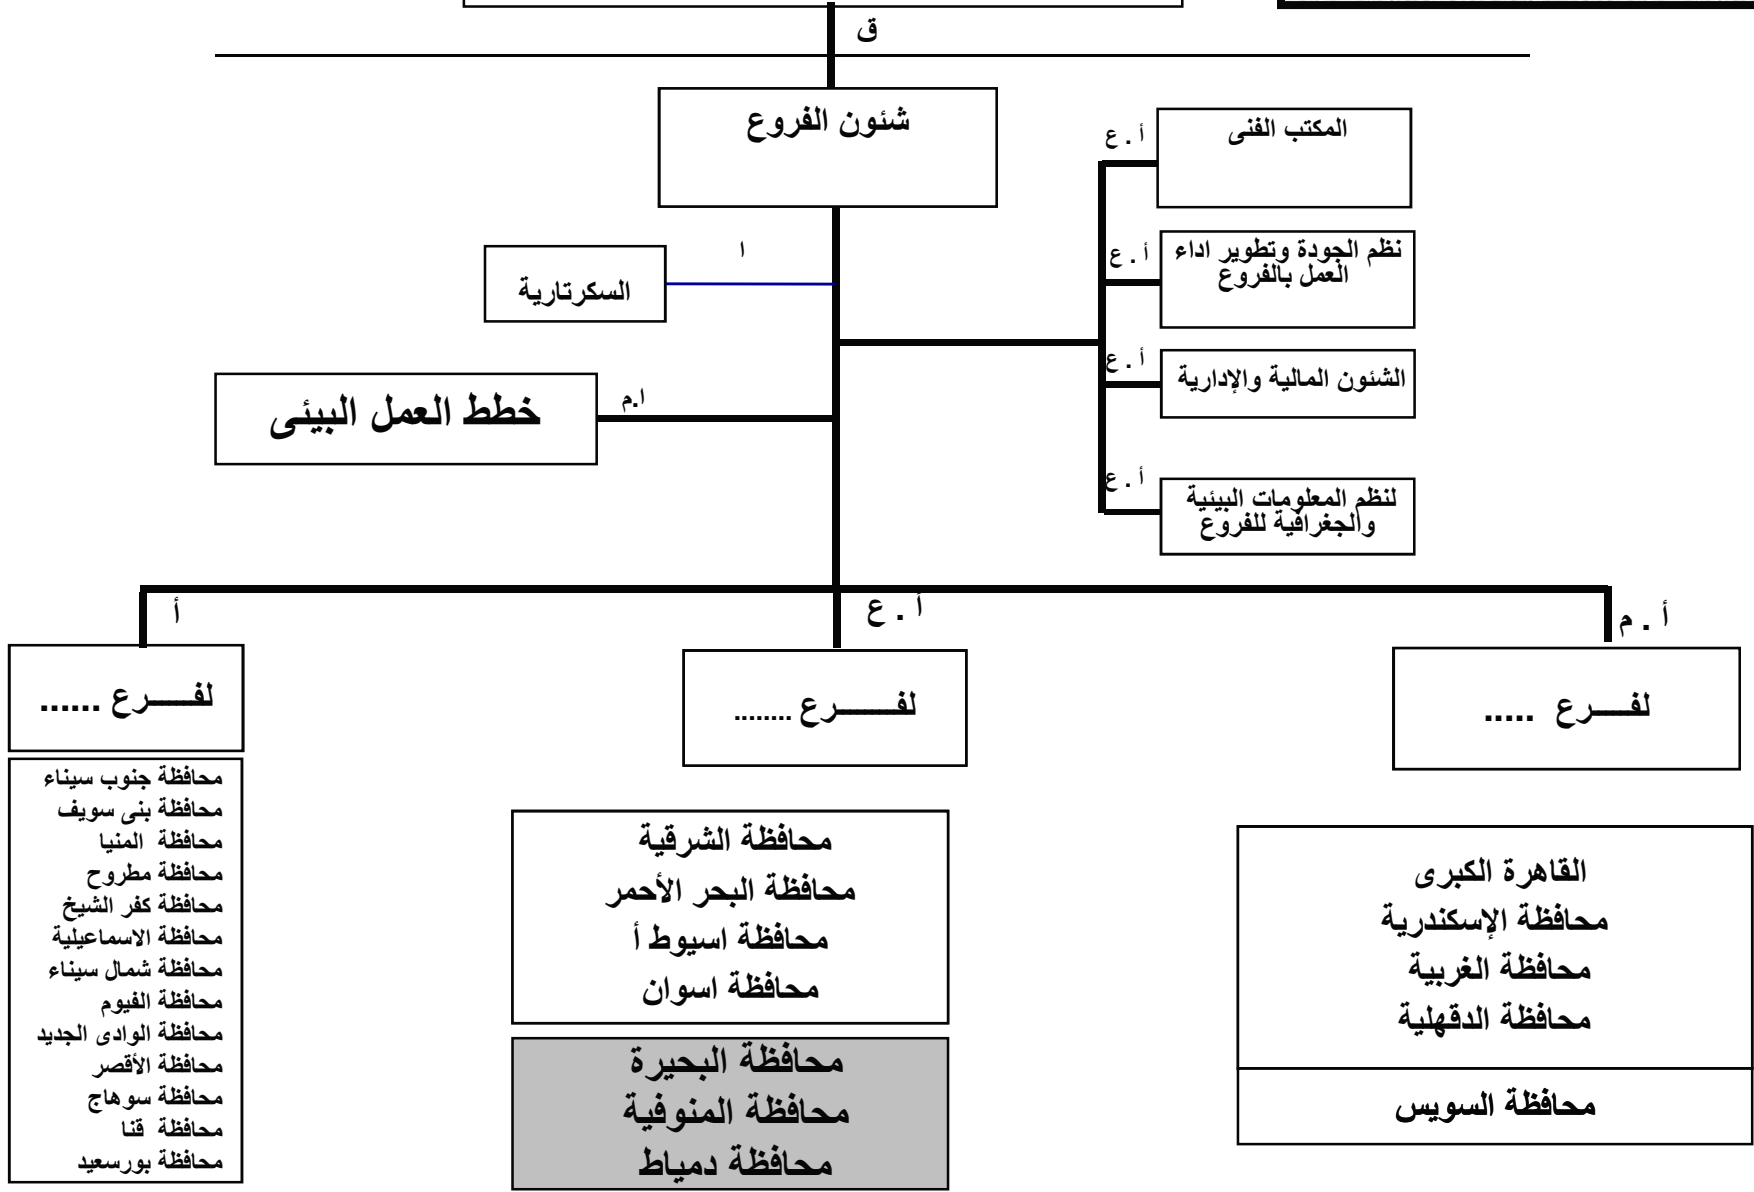 ق
شئون الفروع
أ . ع
المكتب الفنى
أ . ع
نظم الجودة وتطوير اداء
العمل بالفروع
ا
السكرتارية
أ . ع
الشئون المالية والإدارية
ا.م
خطط العمل البيئى
أ . ع
لنظم المعلومات البيئية
والجغرافية للفروع
أ . م
لفـــرع .....
القاهرة الكبرى
محافظة الإسكندرية
محافظة الغربية
محافظة الدقهلية
محافظة السويس
أ . ع
لفـــــرع ........
محافظة الشرقية
محافظة البحر الأحمر
محافظة اسيوط أ
محافظة اسوان
محافظة البحيرة
محافظة المنوفية
محافظة دمياط
أ
لفــــرع ......
محافظة جنوب سيناء
محافظة بنى سويف
محافظة المنيا
محافظة مطروح
محافظة كفر الشيخ
محافظة الاسماعيلية
محافظة شمال سيناء
محافظة الفيوم
محافظة الوادى الجديد
محافظة الأقصر
محافظة سوهاج
محافظة قنا
محافظة بورسعيد